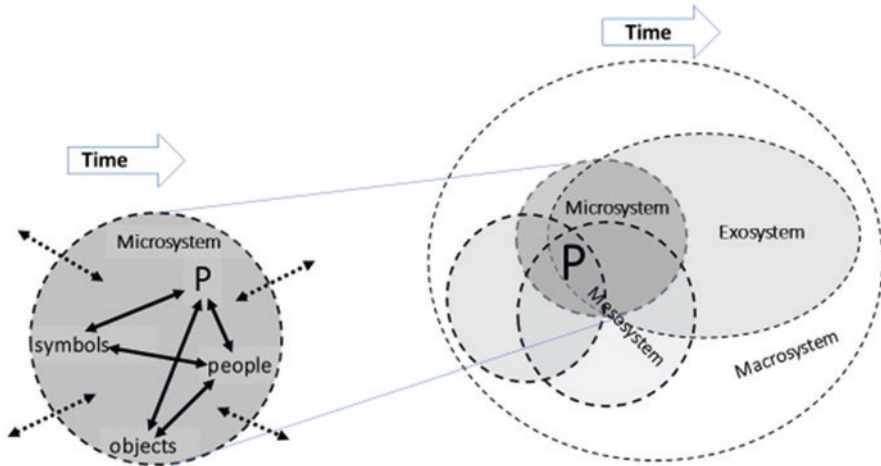 Time
Microsystem
P
symbols
people
objects
Time
Microsystem
Exosystem
P
Mesosystem
Macrosystem